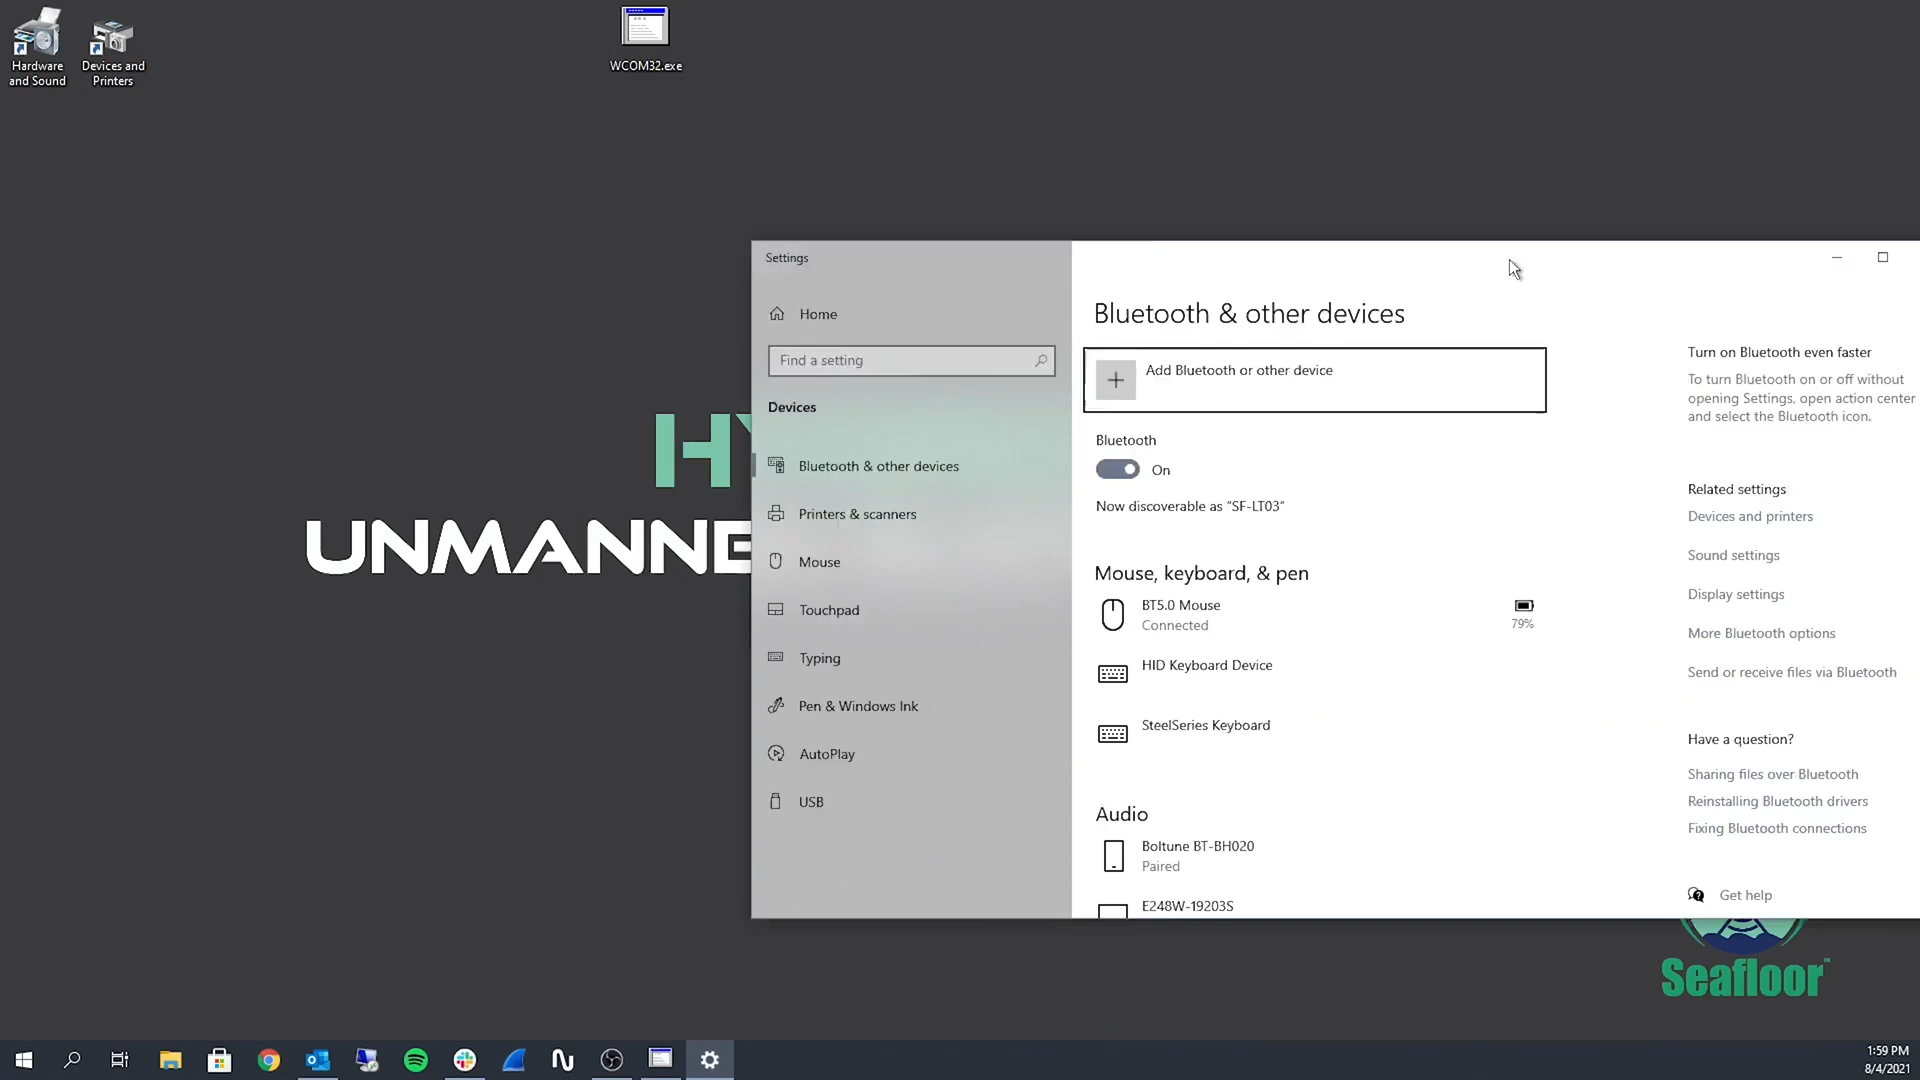 Hardware
and Sound
Devices and
Printers
WCOM32.exe
UNMANNE
Settings
Home
Find a setting
Devices
Bluetooth & other devices
Printers & scanners
Mouse
Touchpad
Typing
Pen & Windows Ink
AutoPlay
USB
Bluetooth & other devices
Add Bluetooth or other device
Bluetooth
On
Now discoverable as "SF-LT03"
Mouse, keyboard, & pen
BT5.0 Mouse
Connected
79%
HID Keyboard Device
SteelSeries Keyboard
Audio
Boltune BT-BH020
Paired
E248W-19203S
Turn on Bluetooth even faster
To turn Bluetooth on or off without
opening Settings, open action center
and select the Bluetooth icon.
Related settings
Devices and printers
Sound settings
Display settings
More Bluetooth options
Send or receive files via Bluetooth
Have a question?
Sharing files over Bluetooth
Reinstalling Bluetooth drivers
Fixing Bluetooth connections
Get help
Seafloor™
1:59 PM
8/4/2021